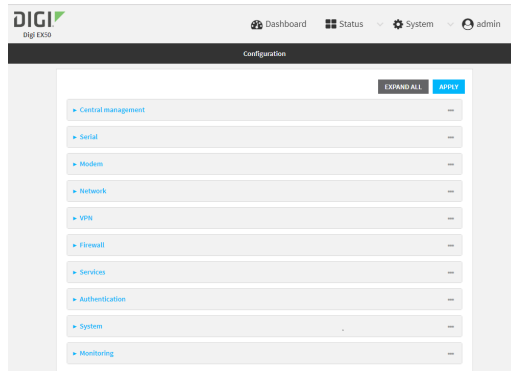 DIGI
Digi EX50
Dashboard Status System admin
Configuration
EXPAND ALL APPLY
Central management
Serial
Modem
Network
VPN
Firewall
Services
Authentication
System
Monitoring